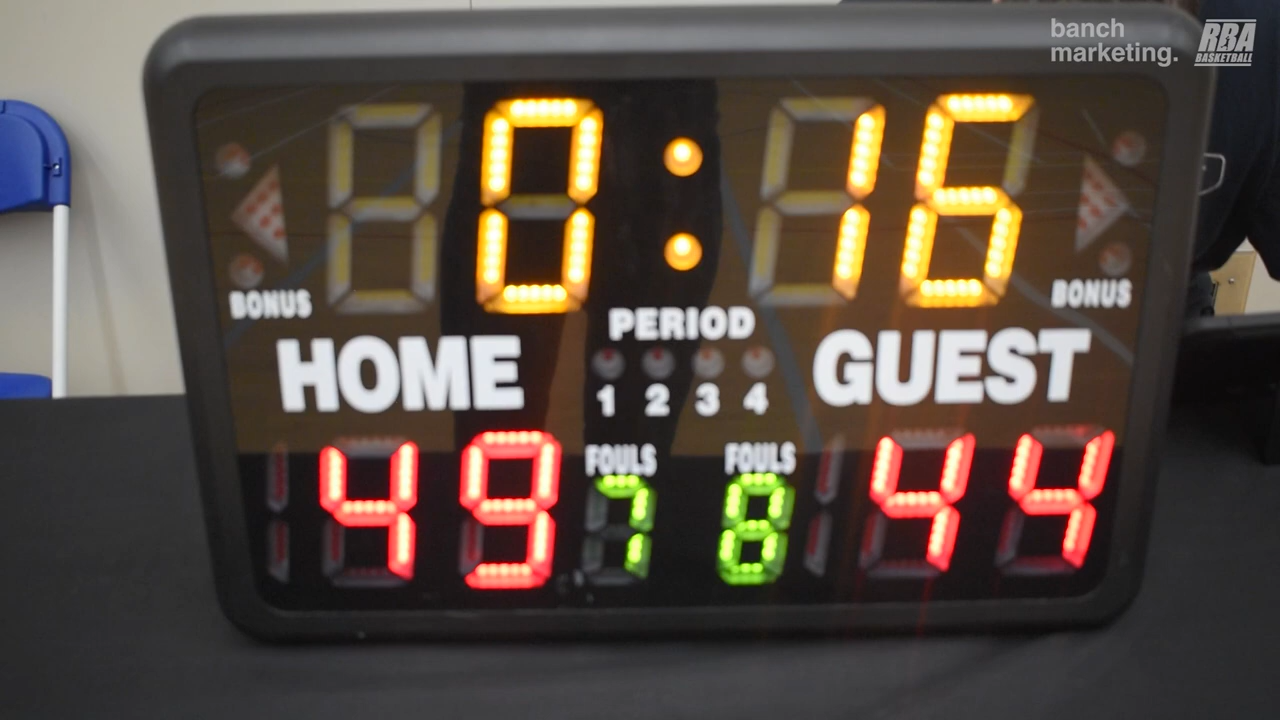 banch
marketing.
RBA
BASKETBALL
0:16
BONUS
BONUS
PERIOD
HOME
GUEST
1 2 3 4
FOULS
FOULS
49
7
8
44